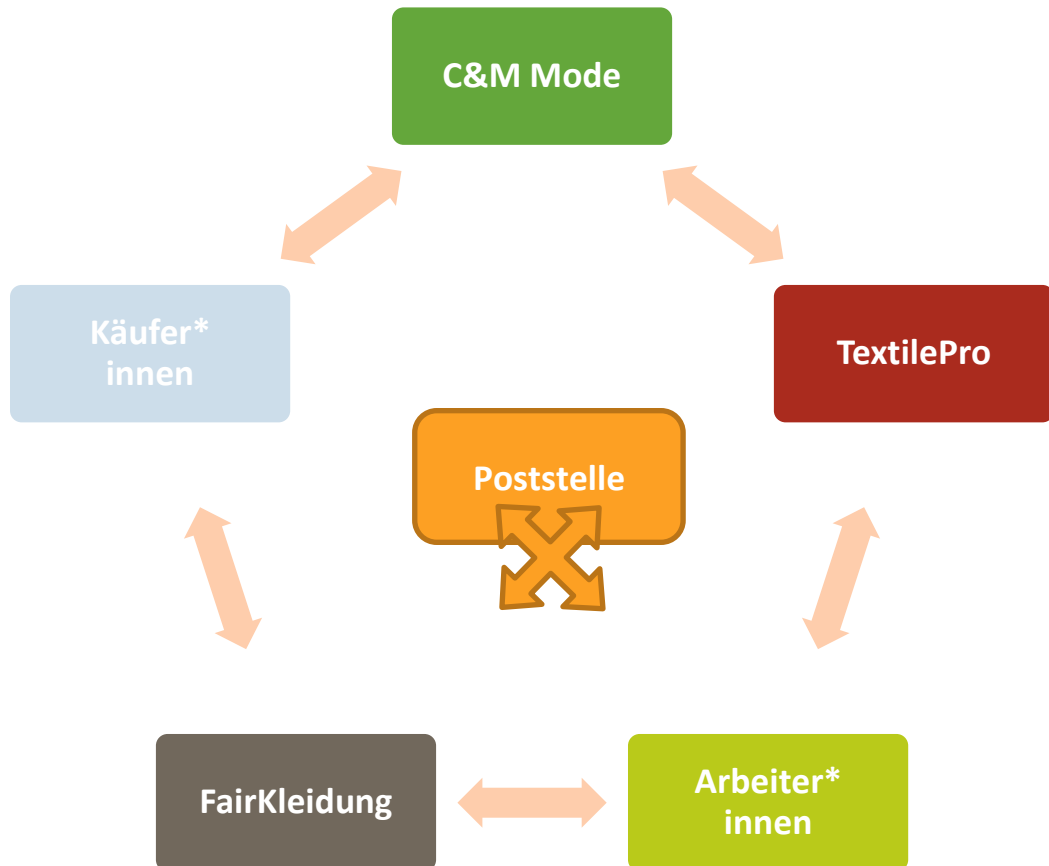 C&M Mode
Käufer*
innen
TextilePro
Poststelle
FairKleidung
Arbeiter*
innen